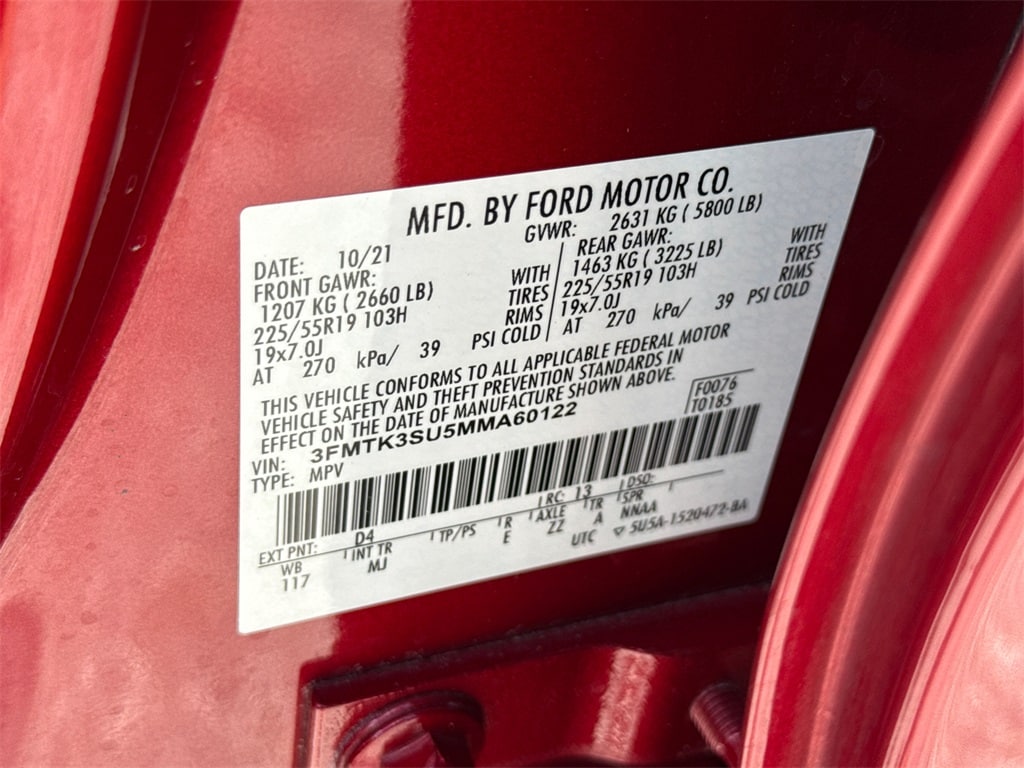 MFD. BY FORD MOTOR CO.
DATE: 10/21 GVWR: 2631 KG ( 5800 LB)
FRONT GAWR: REAR GAWR:
1207 KG ( 2660 LB) WITH 1463 KG ( 3225 LB) WITH
225/55R19 103H TIRES 225/55R19 103H TIRES
19x7.0J RIMS 19x7.0J RIMS
AT 270 kPa/ 39 PSI COLD AT 270 kPa/ 39 PSI COLD
THIS VEHICLE CONFORMS TO ALL APPLICABLE FEDERAL MOTOR
VEHICLE SAFETY AND THEFT PREVENTION STANDARDS IN
EFFECT ON THE DATE OF MANUFACTURE SHOWN ABOVE.
VIN: 3FMTK3SU5MMA60122 F0076
TYPE: MPV T0185
EXT PNT: D4 RC: 13 DSO:
WB INT TR TP/PS R AXLE TR SPR
117 MJ E ZZ A NNAA
UTC ▽ 5U5A-1520472-BA